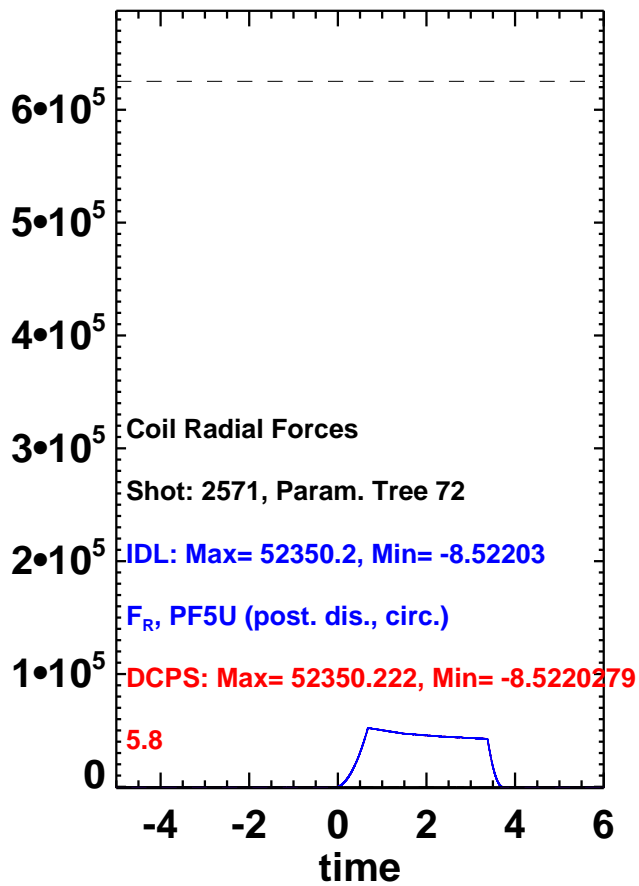 6•10⁵
5•10⁵
4•10⁵
3•10⁵
2•10⁵
1•10⁵
0
Coil Radial Forces
Shot: 2571, Param. Tree 72
IDL: Max= 52350.2, Min= -8.52203
F_R, PF5U (post. dis., circ.)
DCPS: Max= 52350.222, Min= -8.5220279
5.8
-4 -2 0 2 4 6
time